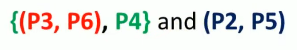 {(P3, P6), P4} and (P2, P5)